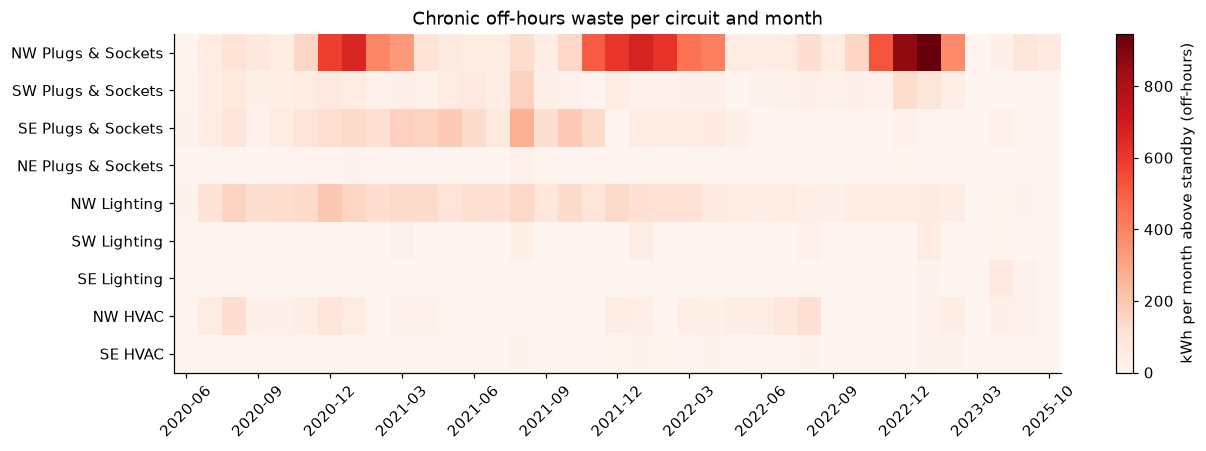 Chronic off-hours waste per circuit and month
NW Plugs & Sockets
SW Plugs & Sockets
SE Plugs & Sockets
NE Plugs & Sockets
NW Lighting
SW Lighting
SE Lighting
NW HVAC
SE HVAC
2020-06
2020-09
2020-12
2021-03
2021-06
2021-09
2021-12
2022-03
2022-06
2022-09
2022-12
2023-03
2025-10
800
600
400
200
0
kWh per month above standby (off-hours)